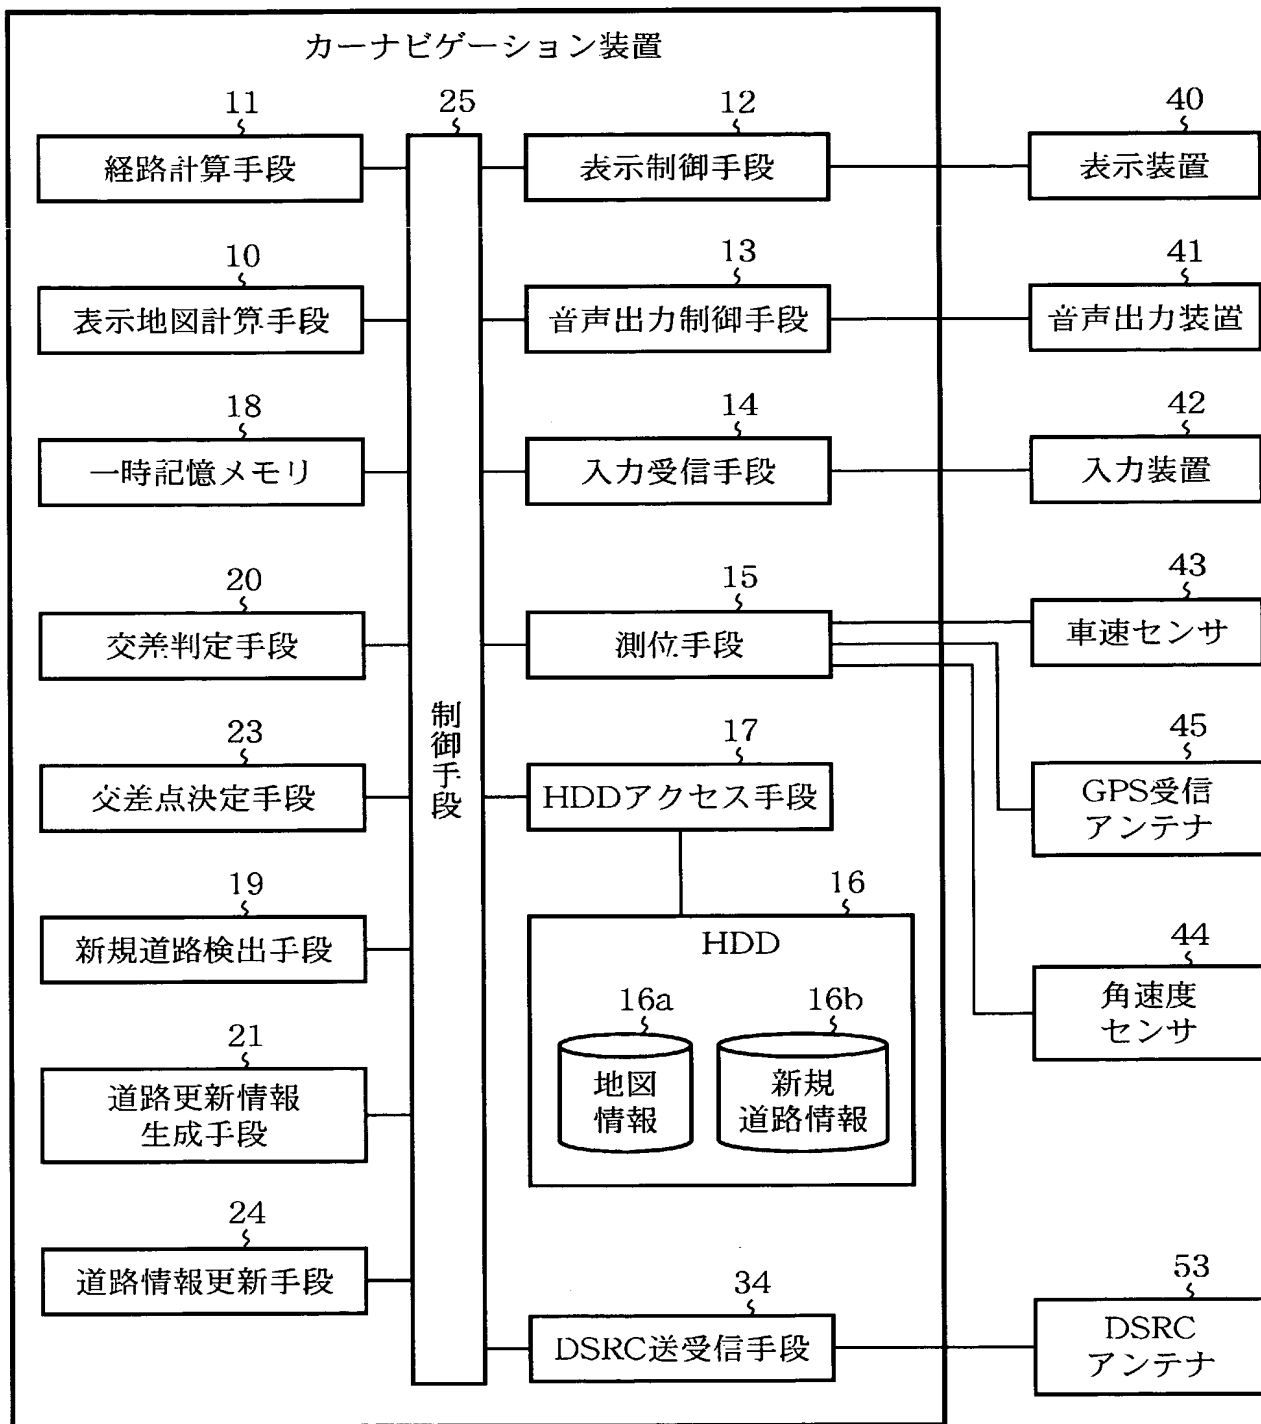 カーナビゲーション装置
11
25
12
40
経路計算手段
表示制御手段
表示装置
10
13
41
表示地図計算手段
音声出力制御手段
音声出力装置
18
14
42
一時記憶メモリ
入力受信手段
入力装置
20
15
43
交差判定手段
測位手段
車速センサ
制御手段
23
17
45
交差点決定手段
HDDアクセス手段
GPS受信
アンテナ
19
16
新規道路検出手段
HDD
44
角速度
センサ
16a
16b
地図
情報
新規
道路情報
21
道路更新情報
生成手段
24
道路情報更新手段
34
53
DSRC送受信手段
DSRC
アンテナ